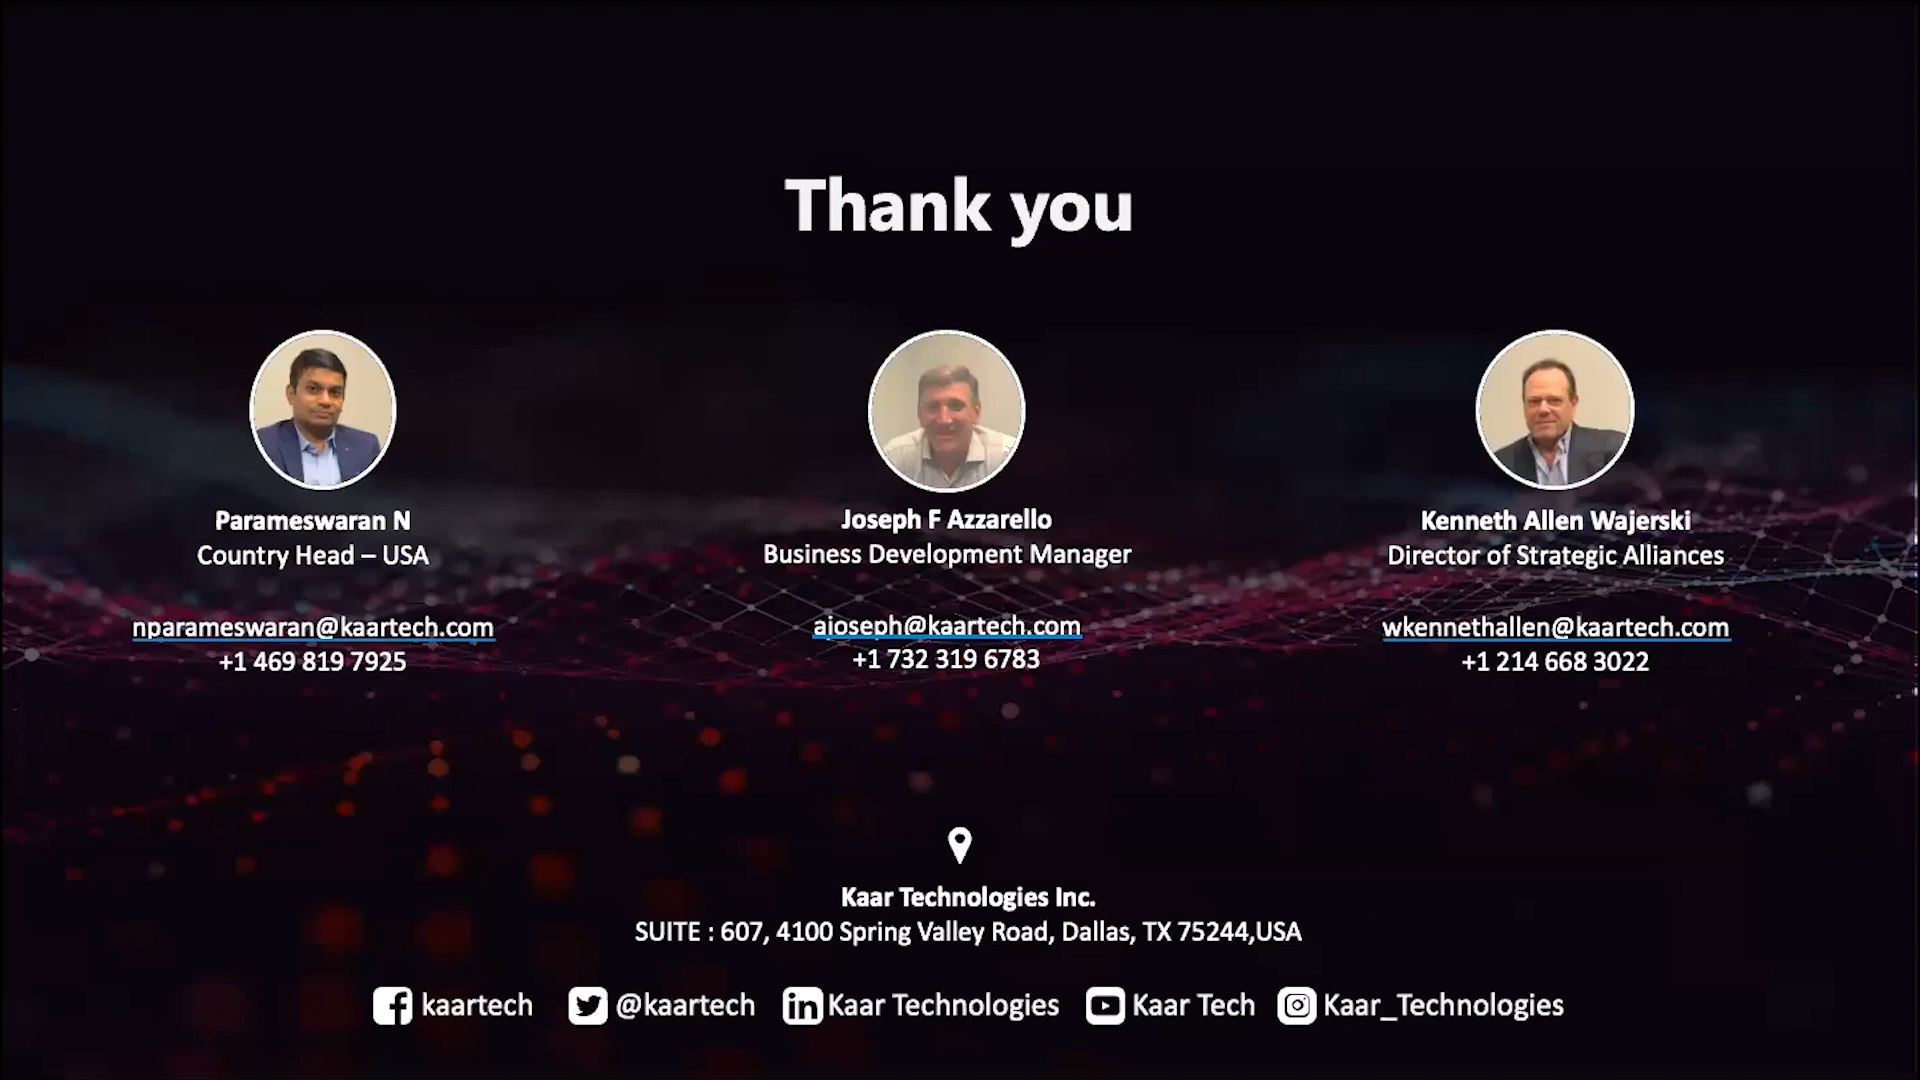 Thank you
Parameswaran N
Country Head – USA
nparameswaran@kaartech.com
+1 469 819 7925
Joseph F Azzarello
Business Development Manager
ajoseph@kaartech.com
+1 732 319 6783
Kenneth Allen Wajerski
Director of Strategic Alliances
wkennethallen@kaartech.com
+1 214 668 3022
Kaar Technologies Inc.
SUITE : 607, 4100 Spring Valley Road, Dallas, TX 75244,USA
kaartech @kaartech Kaar Technologies Kaar Tech Kaar_Technologies